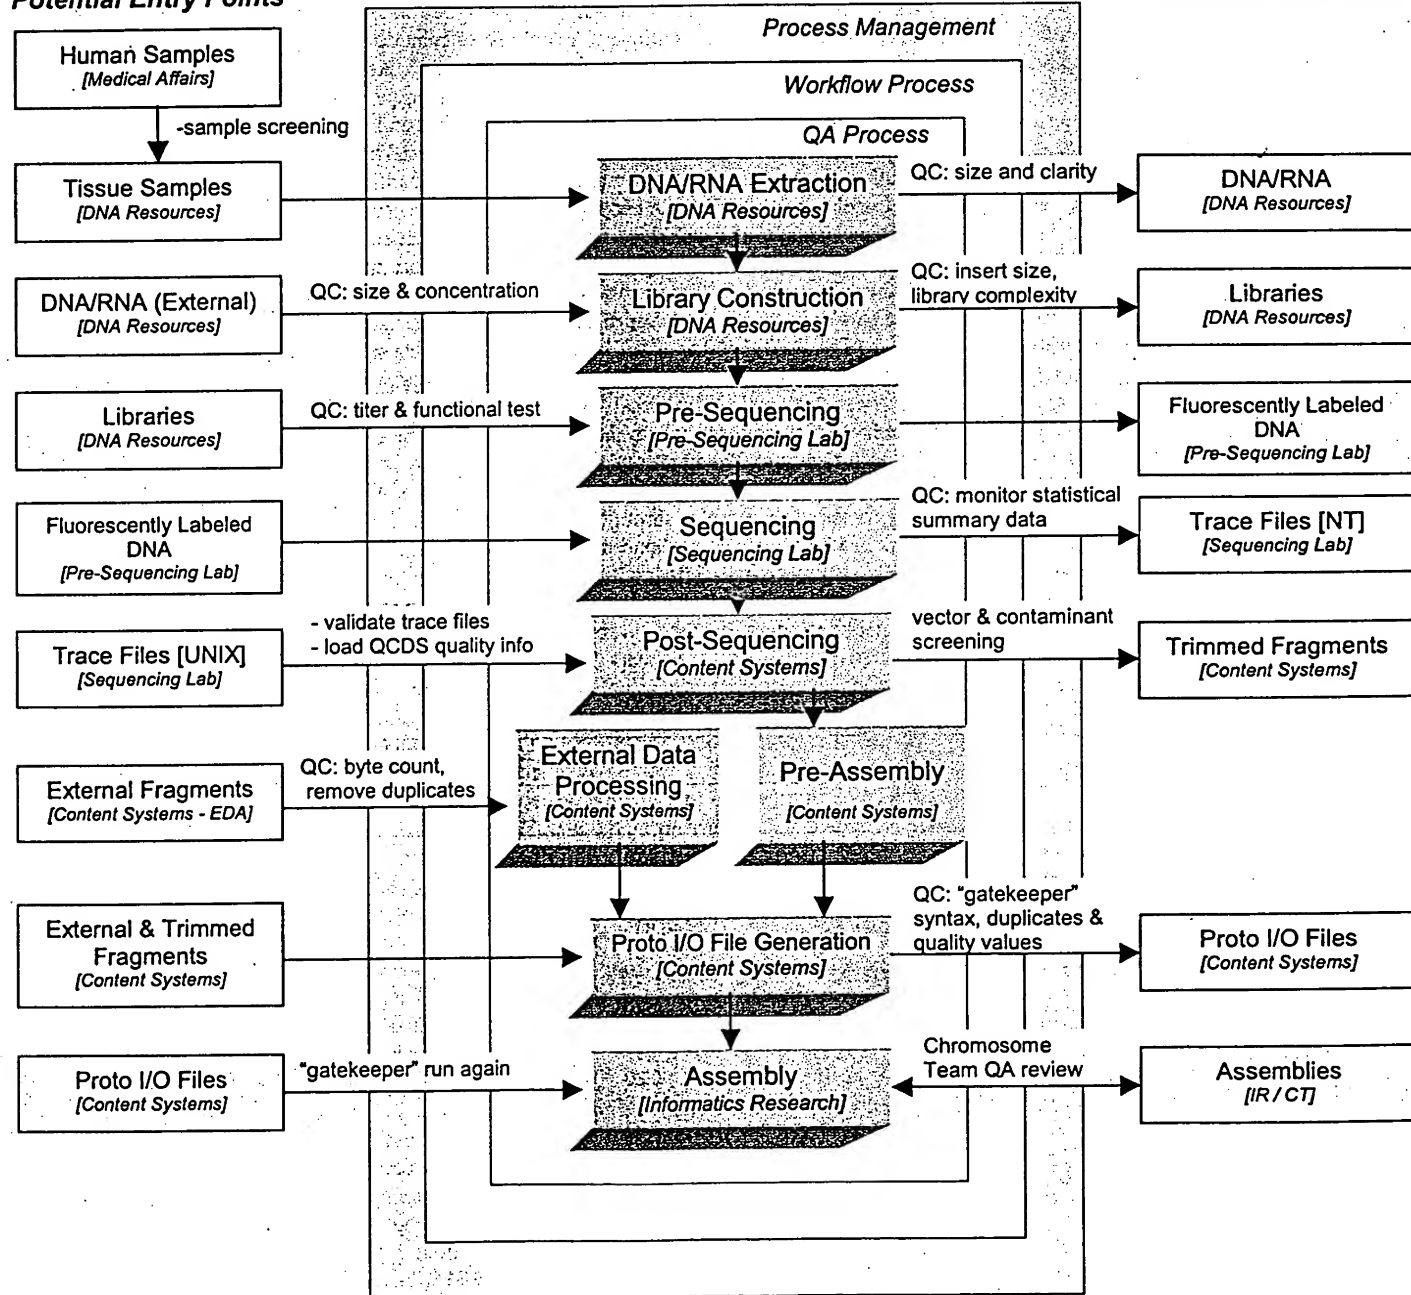 Potential Entry Points
Process Management
Human Samples
[Medical Affairs]
Workflow Process
-sample screening
QA Process
Tissue Samples
[DNA Resources]
DNA/RNA Extraction
[DNA Resources]
QC: size and clarity
DNA/RNA
[DNA Resources]
DNA/RNA (External)
[DNA Resources]
QC: size & concentration
Library Construction
[DNA Resources]
QC: insert size,
library complexity
Libraries
[DNA Resources]
Libraries
[DNA Resources]
QC: titer & functional test
Pre-Sequencing
[Pre-Sequencing Lab]
Fluorescently Labeled
DNA
[Pre-Sequencing Lab]
Fluorescently Labeled
DNA
[Pre-Sequencing Lab]
Sequencing
[Sequencing Lab]
QC: monitor statistical
summary data
Trace Files [NT]
[Sequencing Lab]
Trace Files [UNIX]
[Sequencing Lab]
- validate trace files
- load QCDS quality info
Post-Sequencing
[Content Systems]
vector & contaminant
screening
Trimmed Fragments
[Content Systems]
External Fragments
[Content Systems - EDA]
QC: byte count,
remove duplicates
External Data
Processing
[Content Systems]
Pre-Assembly
[Content Systems]
External & Trimmed
Fragments
[Content Systems]
Proto I/O File Generation
[Content Systems]
QC: "gatekeeper"
syntax, duplicates &
quality values
Proto I/O Files
[Content Systems]
Proto I/O Files
[Content Systems]
"gatekeeper" run again
Assembly
[Informatics Research]
Chromosome
Team QA review
Assemblies
[IR / CT]